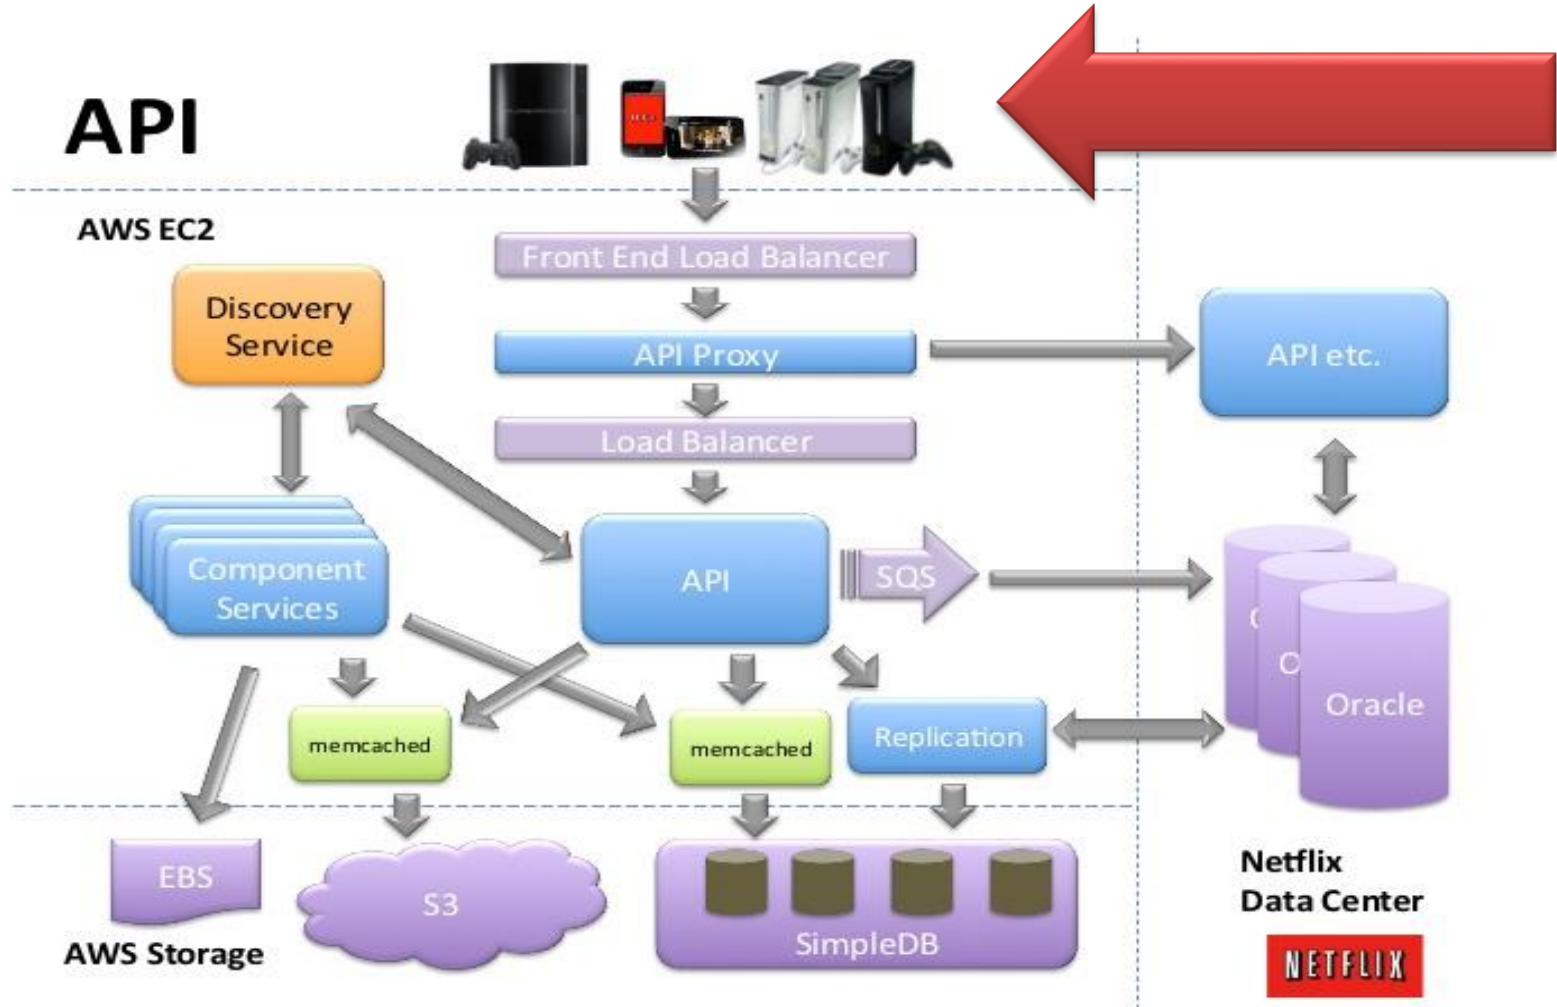 API
AWS EC2
Front End Load Balancer
Discovery
Service
API Proxy
API etc.
Load Balancer
Component
Services
API
SQS
O
Oracle
memcached
memcached
Replication
EBS
S3
SimpleDB
AWS Storage
Netflix
Data Center
NETFLIX